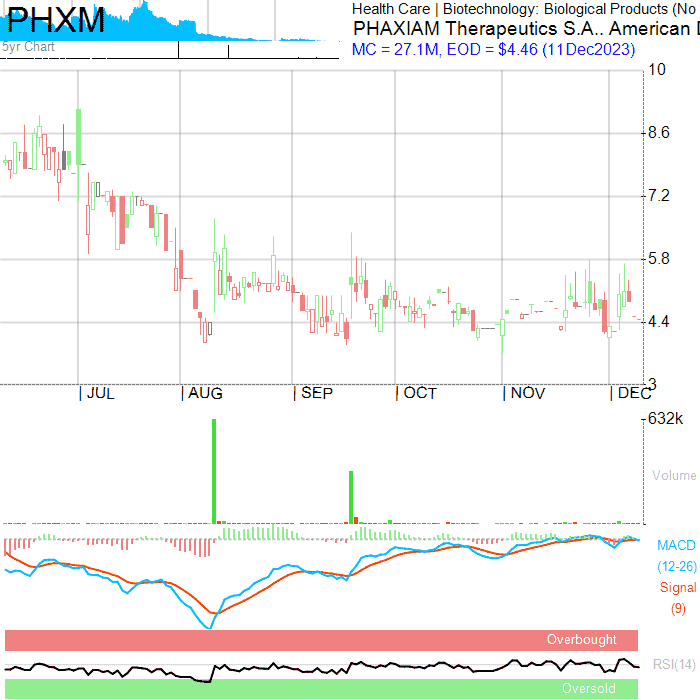 PHXM
5yr Chart
Health Care | Biotechnology: Biological Products (No
PHAXIAM Therapeutics S.A.. American
MC = 27.1M, EOD = $4.46 (11Dec2023)
10
8.6
7.2
5.8
4.4
3
JUL
AUG
SEP
OCT
NOV
DEC
632k
Volume
MACD
(12-26)
Signal
(9)
Overbought
RSI(14)
Oversold